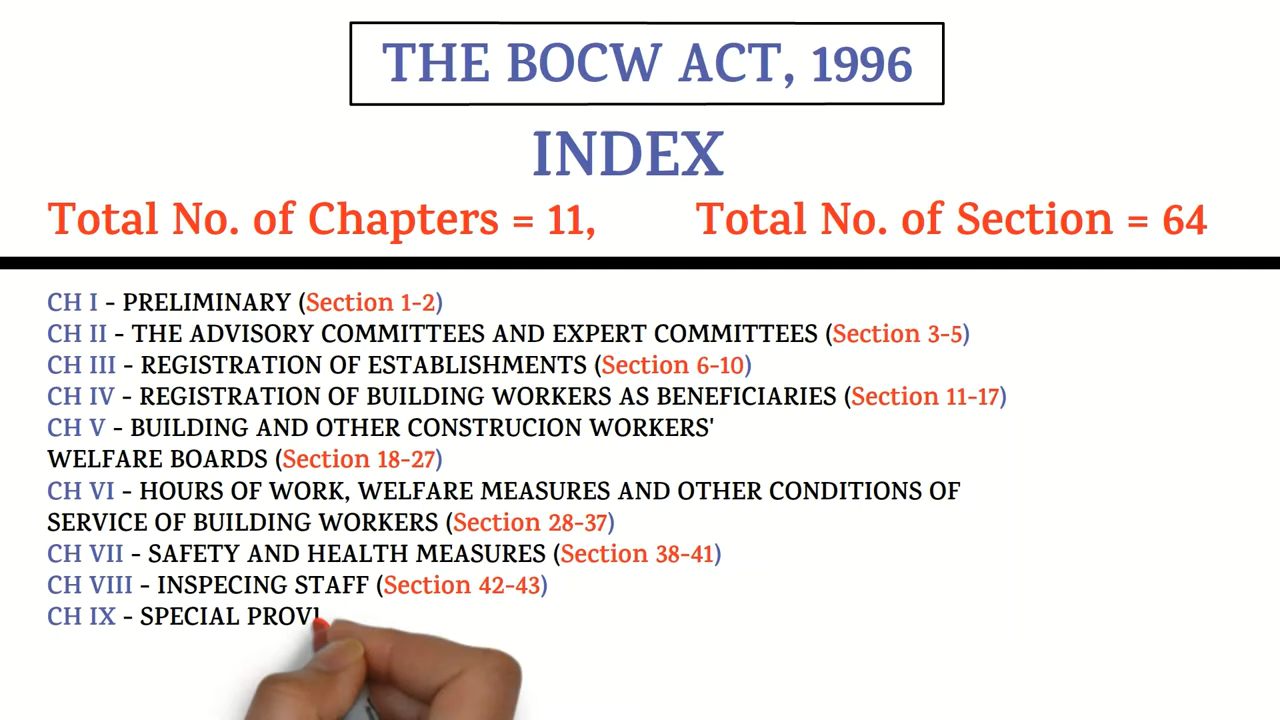 THE BOCW ACT, 1996
INDEX
Total No. of Chapters = 11, Total No. of Section = 64
CH I - PRELIMINARY (Section 1-2)
CH II - THE ADVISORY COMMITTEES AND EXPERT COMMITTEES (Section 3-5)
CH III - REGISTRATION OF ESTABLISHMENTS (Section 6-10)
CH IV - REGISTRATION OF BUILDING WORKERS AS BENEFICIARIES (Section 11-17)
CH V - BUILDING AND OTHER CONSTRUCION WORKERS'
WELFARE BOARDS (Section 18-27)
CH VI - HOURS OF WORK, WELFARE MEASURES AND OTHER CONDITIONS OF
SERVICE OF BUILDING WORKERS (Section 28-37)
CH VII - SAFETY AND HEALTH MEASURES (Section 38-41)
CH VIII - INSPECING STAFF (Section 42-43)
CH IX - SPECIAL PROV